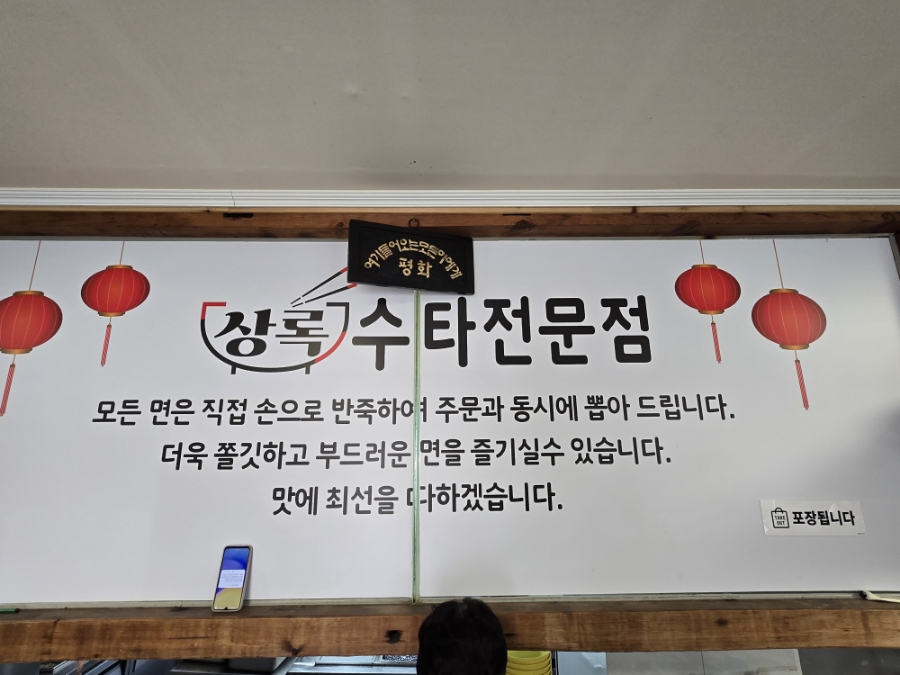 여기들어오는모든이에게
평화
상록 수타전문점
모든 면은 직접 손으로 반죽하여 주문과 동시에 뽑아 드립니다.
더욱 쫄깃하고 부드러운 면을 즐기실수 있습니다.
맛에 최선을 다하겠습니다.
TAKE
OUT
포장됩니다